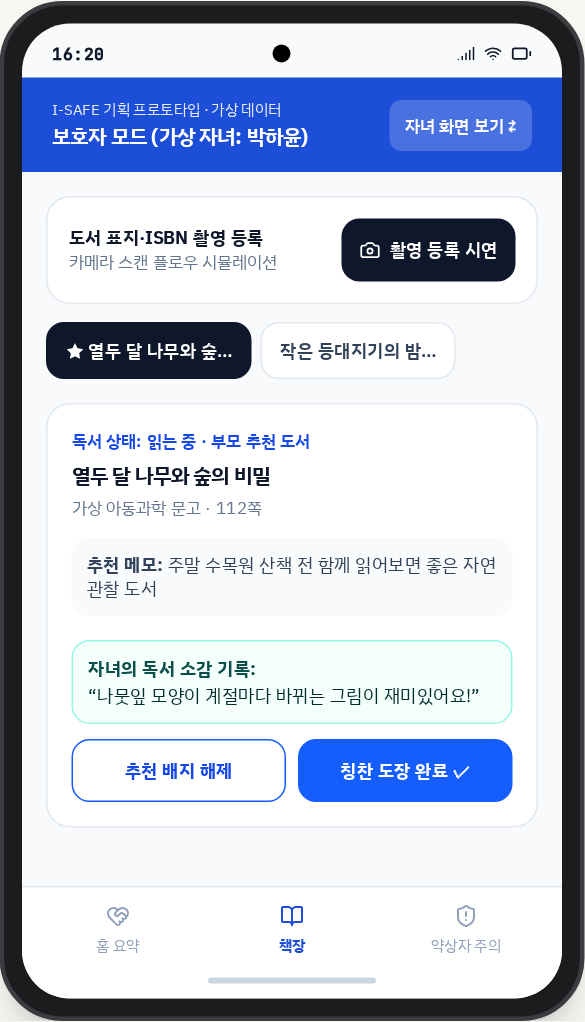 16:20
I-SAFE 기획 프로토타입 · 가상 데이터
보호자 모드 (가상 자녀: 박하윤)
자녀 화면 보기 ⇄
도서 표지·ISBN 촬영 등록
카메라 스캔 플로우 시뮬레이션
촬영 등록 시연
★ 열두 달 나무와 숲…
작은 등대지기의 밤…
독서 상태: 읽는 중 · 부모 추천 도서
열두 달 나무와 숲의 비밀
가상 아동과학 문고 · 112쪽
추천 메모: 주말 수목원 산책 전 함께 읽어보면 좋은 자연
관찰 도서
자녀의 독서 소감 기록:
“나뭇잎 모양이 계절마다 바뀌는 그림이 재미있어요!”
추천 배지 해제
칭찬 도장 완료 ✓
홈 요약
책장
약상자 주의